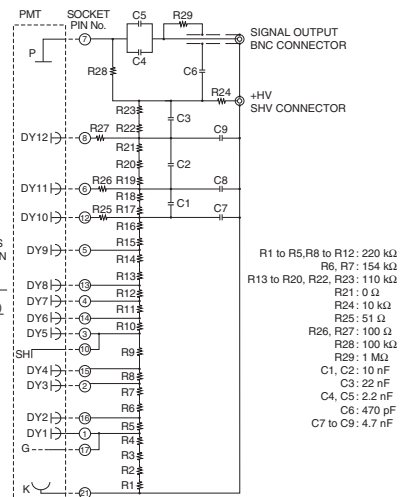 PMT
SOCKET
PIN No.
C5
R29
SIGNAL OUTPUT
BNC CONNECTOR
P
7
C4
R28
C6
R24
+HV
SHV CONNECTOR
R23
C3
R22
DY12
8
R27
C9
R21
R20
C2
R19
DY11
6
R26
C8
R18
C1
R17
DY10
12
R25
C7
R16
R15
DY9
5
R14
R13
DY8
13
R12
DY7
4
R11
DY6
14
R10
DY5
3
SH
10
R9
DY4
15
R8
DY3
2
R7
R6
DY2
16
R5
DY1
1
R4
G
17
R3
R2
R1
K
21
R1 to R5,R8 to R12: 220 kΩ
R6, R7: 154 kΩ
R13 to R20, R22, R23: 110 kΩ
R21: 0 Ω
R24: 10 kΩ
R25: 51 Ω
R26, R27: 100 Ω
R28: 100 kΩ
R29: 1 MΩ
C1, C2: 10 nF
C3: 22 nF
C4, C5: 2.2 nF
C6: 470 pF
C7 to C9: 4.7 nF